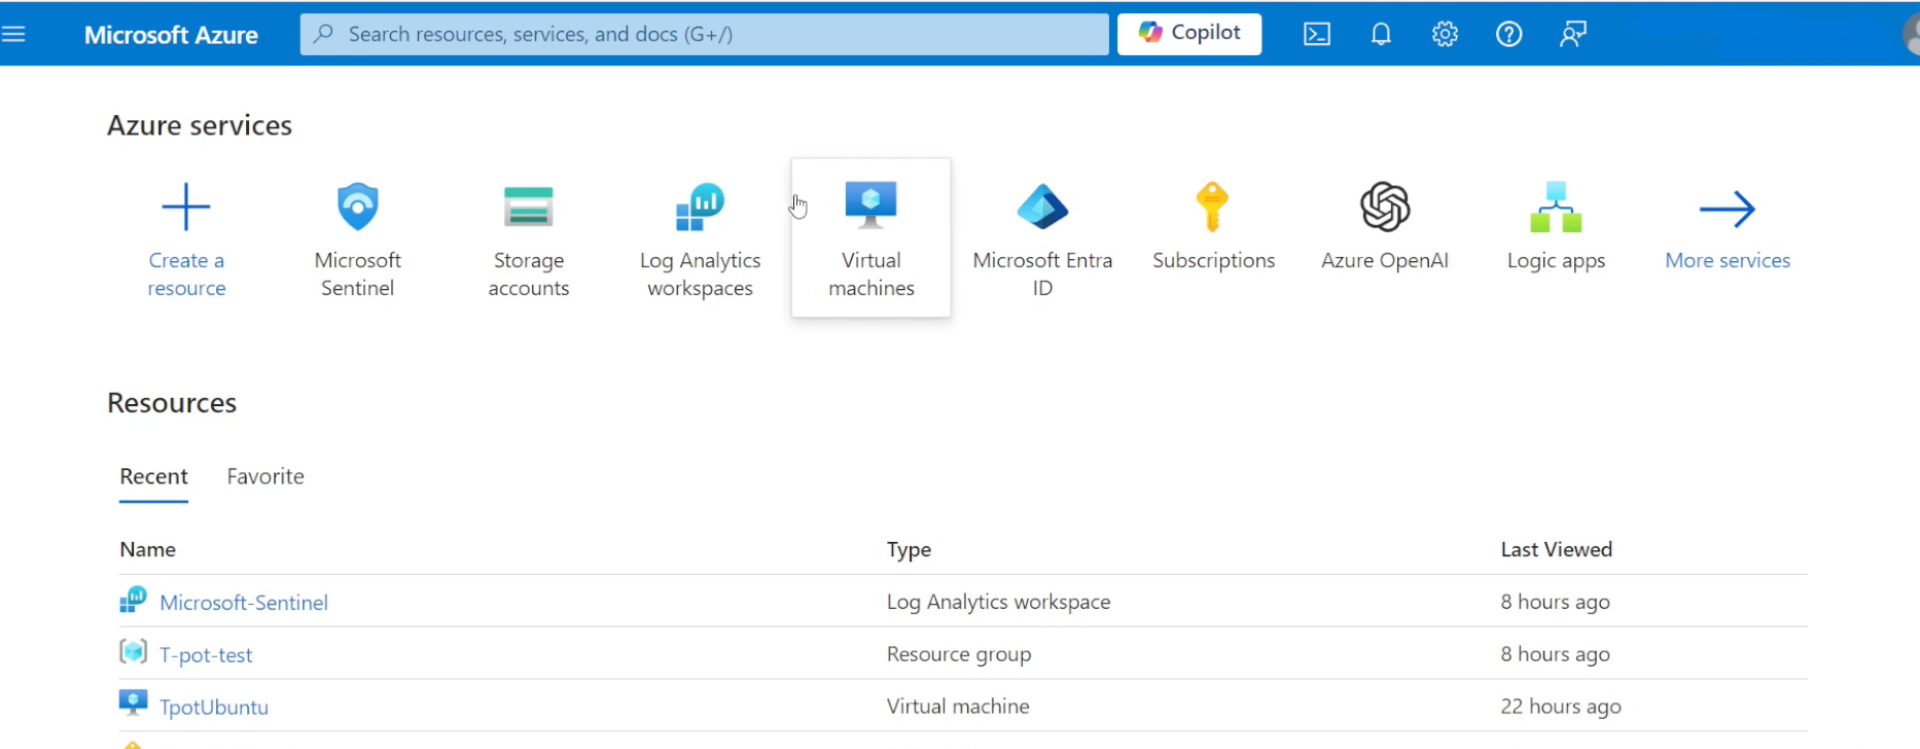 Microsoft Azure
Search resources, services, and docs (G+/)
Copilot
Azure services
Create a
resource
Microsoft
Sentinel
Storage
accounts
Log Analytics
workspaces
Virtual
machines
Microsoft Entra
ID
Subscriptions
Azure OpenAI
Logic apps
More services
Resources
Recent Favorite
Name Type Last Viewed
Microsoft-Sentinel Log Analytics workspace 8 hours ago
T-pot-test Resource group 8 hours ago
TpotUbuntu Virtual machine 22 hours ago